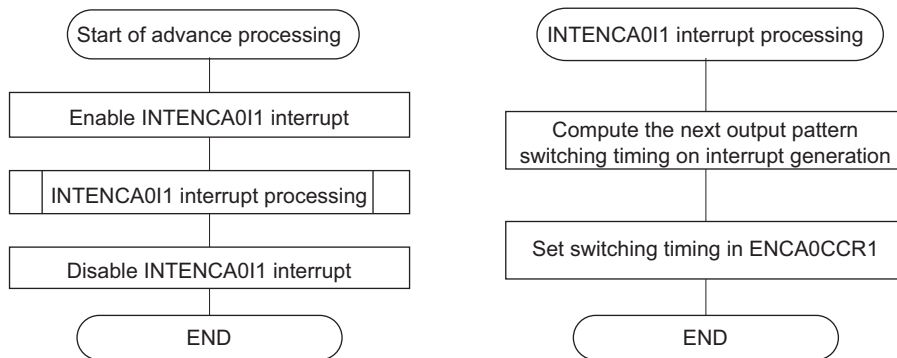 Start of advance processing
Enable INTENCA0I1 interrupt
INTENCA0I1 interrupt processing
Disable INTENCA0I1 interrupt
END
INTENCA0I1 interrupt processing
Compute the next output pattern
switching timing on interrupt generation
Set switching timing in ENCA0CCR1
END